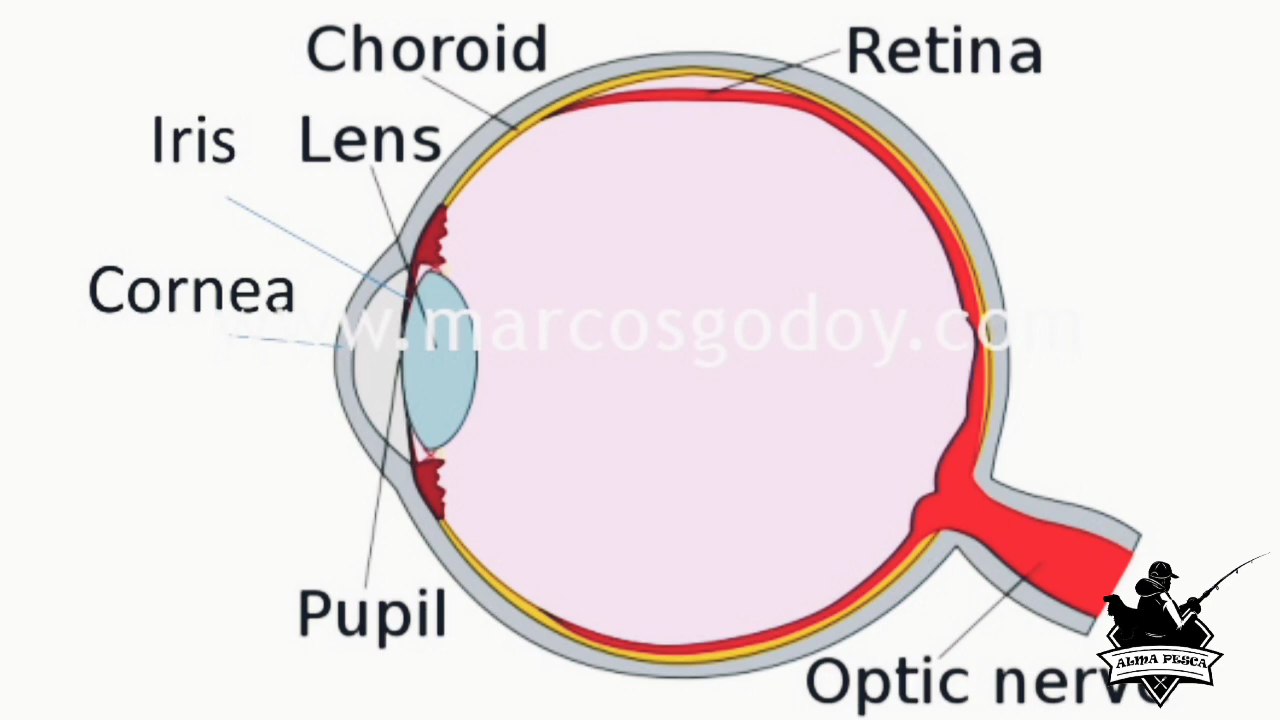 Choroid
Retina
Iris
Lens
Cornea
www.marcosgodoy.com
Pupil
Optic nerve
ALMA PESCA